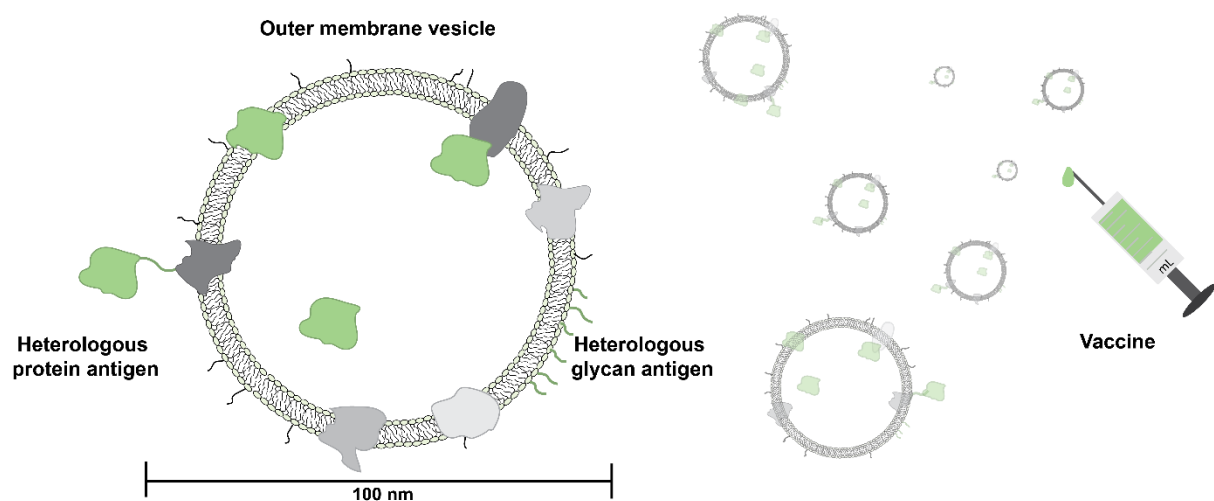 Outer membrane vesicle
Heterologous
protein antigen
Heterologous
glycan antigen
100 nm
mL
Vaccine